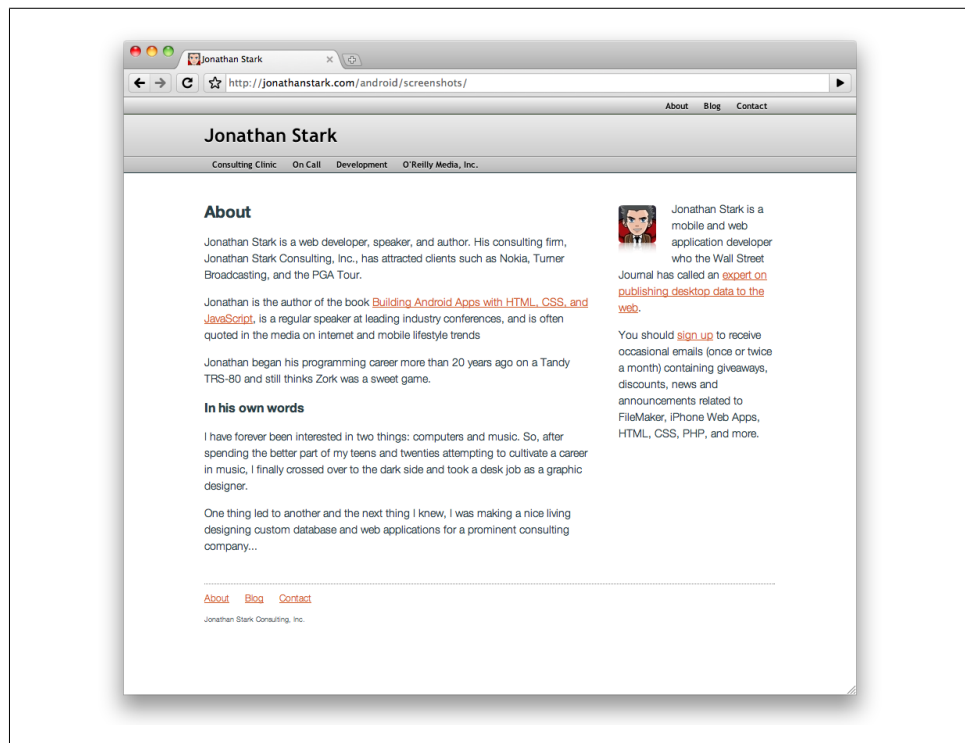 Jonathan Stark
http://jonathanstark.com/android/screenshots/
About Blog Contact
Jonathan Stark
Consulting Clinic On Call Development O'Reilly Media, Inc.
About
Jonathan Stark is a web developer, speaker, and author. His consulting firm,
Jonathan Stark Consulting, Inc., has attracted clients such as Nokia, Turner
Broadcasting, and the PGA Tour.
Jonathan is the author of the book Building Android Apps with HTML, CSS, and
JavaScript, is a regular speaker at leading industry conferences, and is often
quoted in the media on internet and mobile lifestyle trends
Jonathan began his programming career more than 20 years ago on a Tandy
TRS-80 and still thinks Zork was a sweet game.
In his own words
I have forever been interested in two things: computers and music. So, after
spending the better part of my teens and twenties attempting to cultivate a career
in music, I finally crossed over to the dark side and took a desk job as a graphic
designer.
One thing led to another and the next thing I knew, I was making a nice living
designing custom database and web applications for a prominent consulting
company...
Jonathan Stark is a
mobile and web
application developer
who the Wall Street
Journal has called an expert on
publishing desktop data to the
web.
You should sign up to receive
occasional emails (once or twice
a month) containing giveaways,
discounts, news and
announcements related to
FileMaker, iPhone Web Apps,
HTML, CSS, PHP, and more.
About Blog Contact
Jonathan Stark Consulting, Inc.